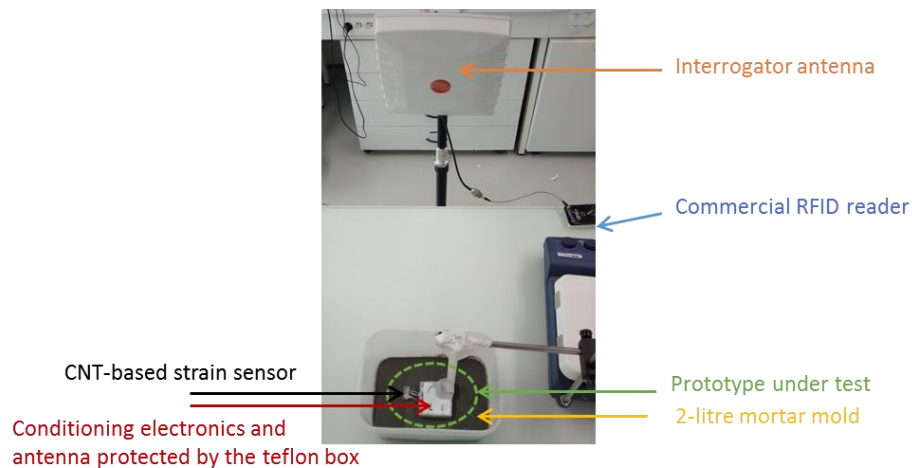 Interrogator antenna
Commercial RFID reader
CNT-based strain sensor
Prototype under test
2-litre mortar mold
Conditioning electronics and
antenna protected by the teflon box